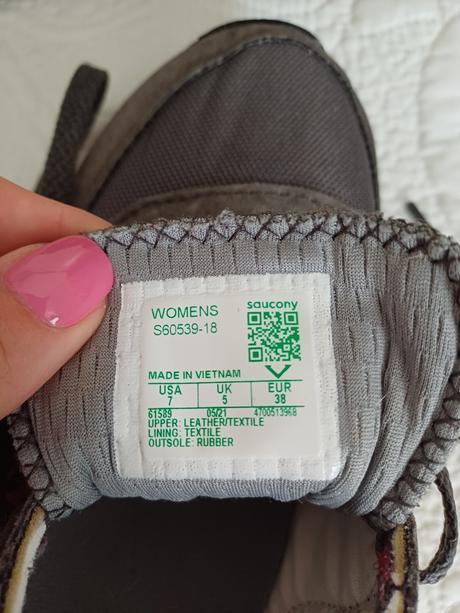 WOMENS
S60539-18
saucony
MADE IN VIETNAM
USA UK EUR
7 5 38
61589 05/21 4700513968
UPPER: LEATHER/TEXTILE
LINING: TEXTILE
OUTSOLE: RUBBER